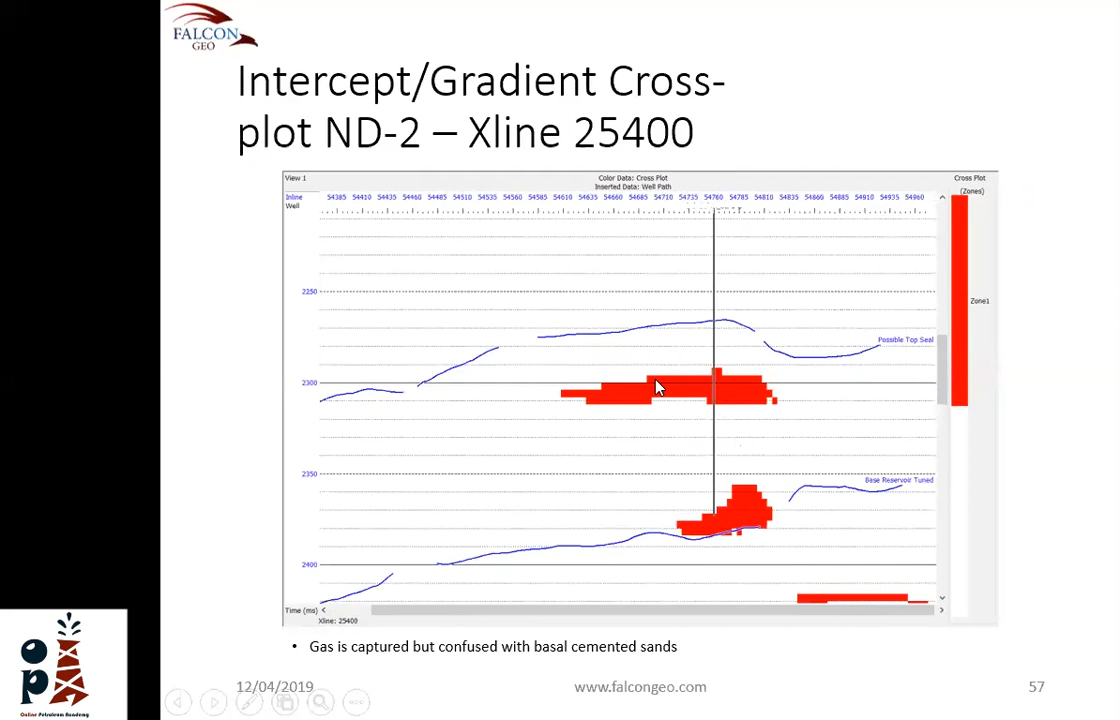 FALCON
GEO
Intercept/Gradient Cross-
plot ND-2 – Xline 25400
View 1
Color Data: Cross Plot
Inserted Data: Well Path
Cross Plot
(Zones)
Inline 54385 54410 54435 54460 54485 54510 54535 54560 54585 54610 54635 54660 54685 54710 54735 54760 54785 54810 54835 54860 54885 54910 54935 54960
Well
2250
Zone1
Possible Top Seal
2300
2350
Base Reservoir Tuned
2400
Time (ms)
Xline: 25400
• Gas is captured but confused with basal cemented sands
12/04/2019
www.falcongeo.com
57
OPA
Online Petroleum Academy